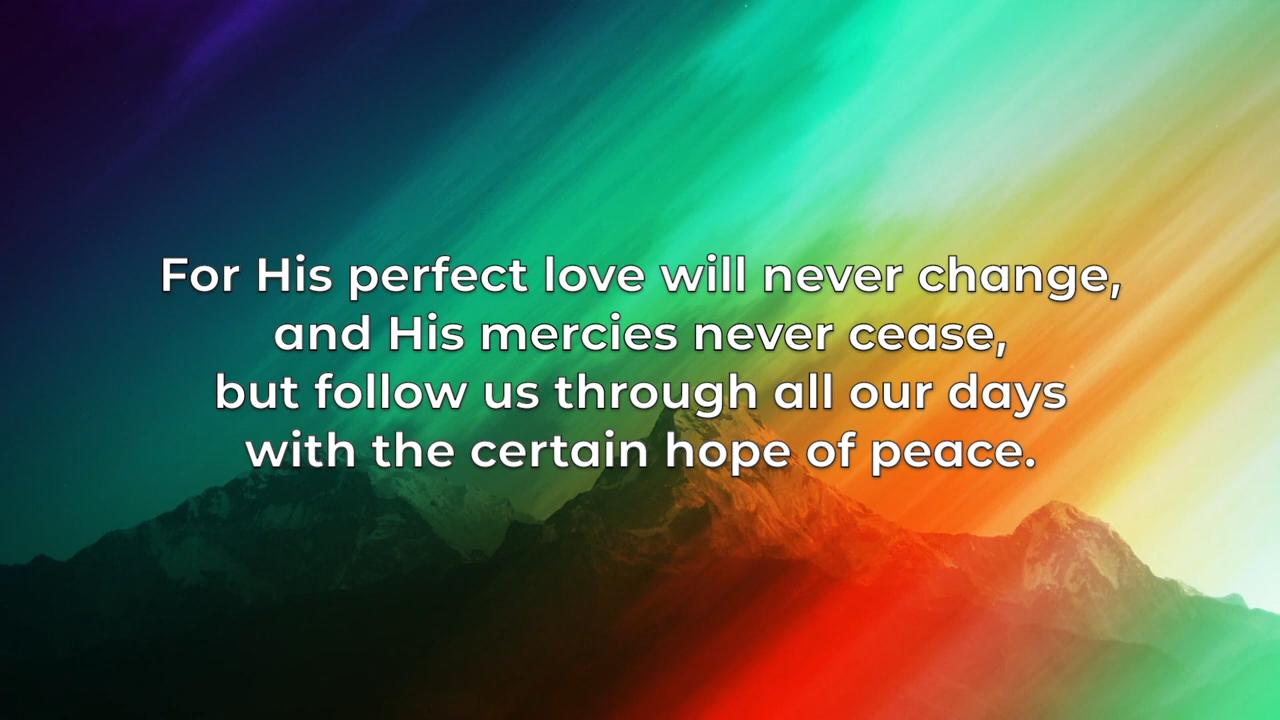 For His perfect love will never change,
and His mercies never cease,
but follow us through all our days
with the certain hope of peace.